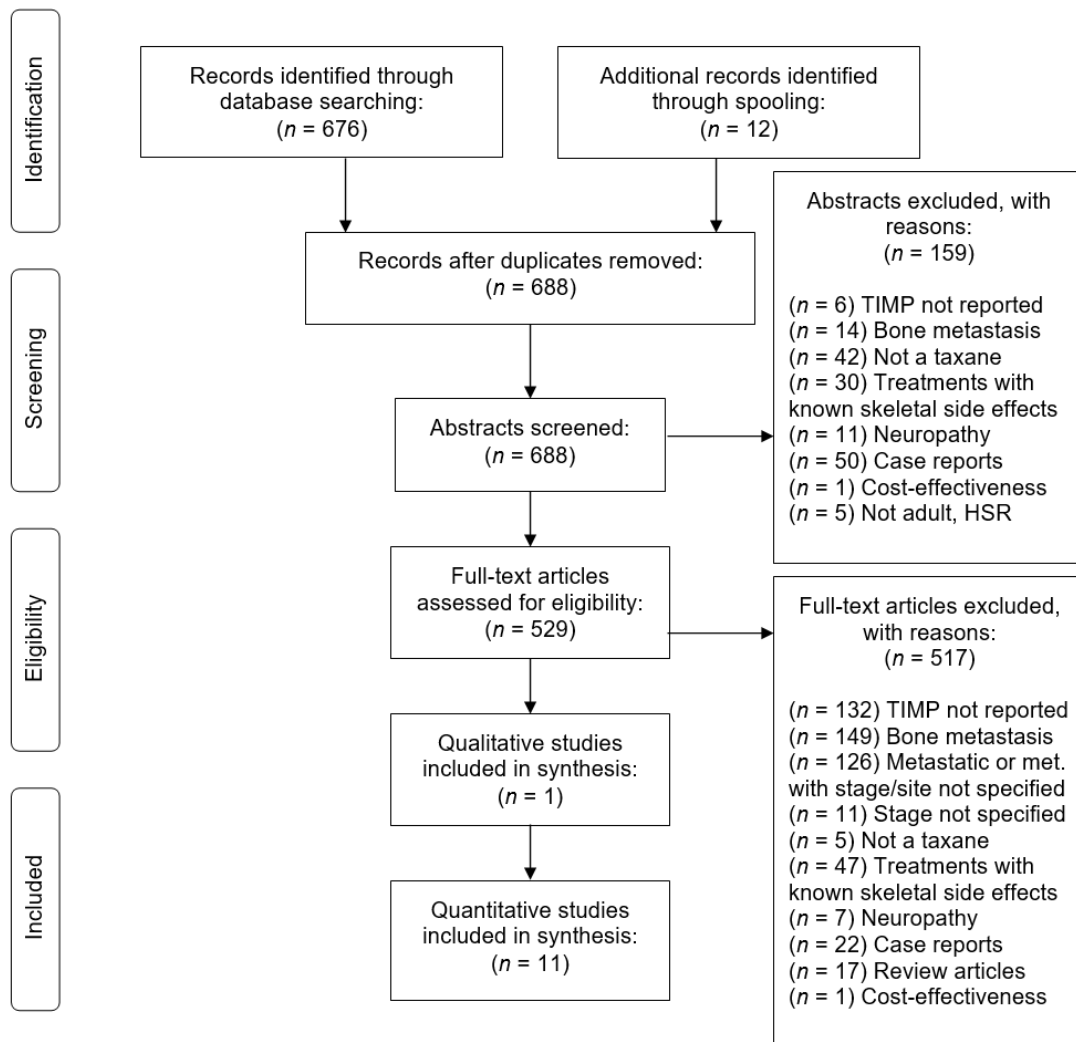 Identification
Records identified through
database searching:
(n = 676)
Additional records identified
through spooling:
(n = 12)
Abstracts excluded, with
reasons:
(n = 159)
(n = 6) TIMP not reported
(n = 14) Bone metastasis
(n = 42) Not a taxane
(n = 30) Treatments with
known skeletal side effects
(n = 11) Neuropathy
(n = 50) Case reports
(n = 1) Cost-effectiveness
(n = 5) Not adult, HSR
Records after duplicates removed:
(n = 688)
Screening
Abstracts screened:
(n = 688)
Eligibility
Full-text articles
assessed for eligibility:
(n = 529)
Full-text articles excluded,
with reasons:
(n = 517)
(n = 132) TIMP not reported
(n = 149) Bone metastasis
(n = 126) Metastatic or met.
with stage/site not specified
(n = 11) Stage not specified
(n = 5) Not a taxane
(n = 47) Treatments with
known skeletal side effects
(n = 7) Neuropathy
(n = 22) Case reports
(n = 17) Review articles
(n = 1) Cost-effectiveness
Qualitative studies
included in synthesis:
(n = 1)
Included
Quantitative studies
included in synthesis:
(n = 11)